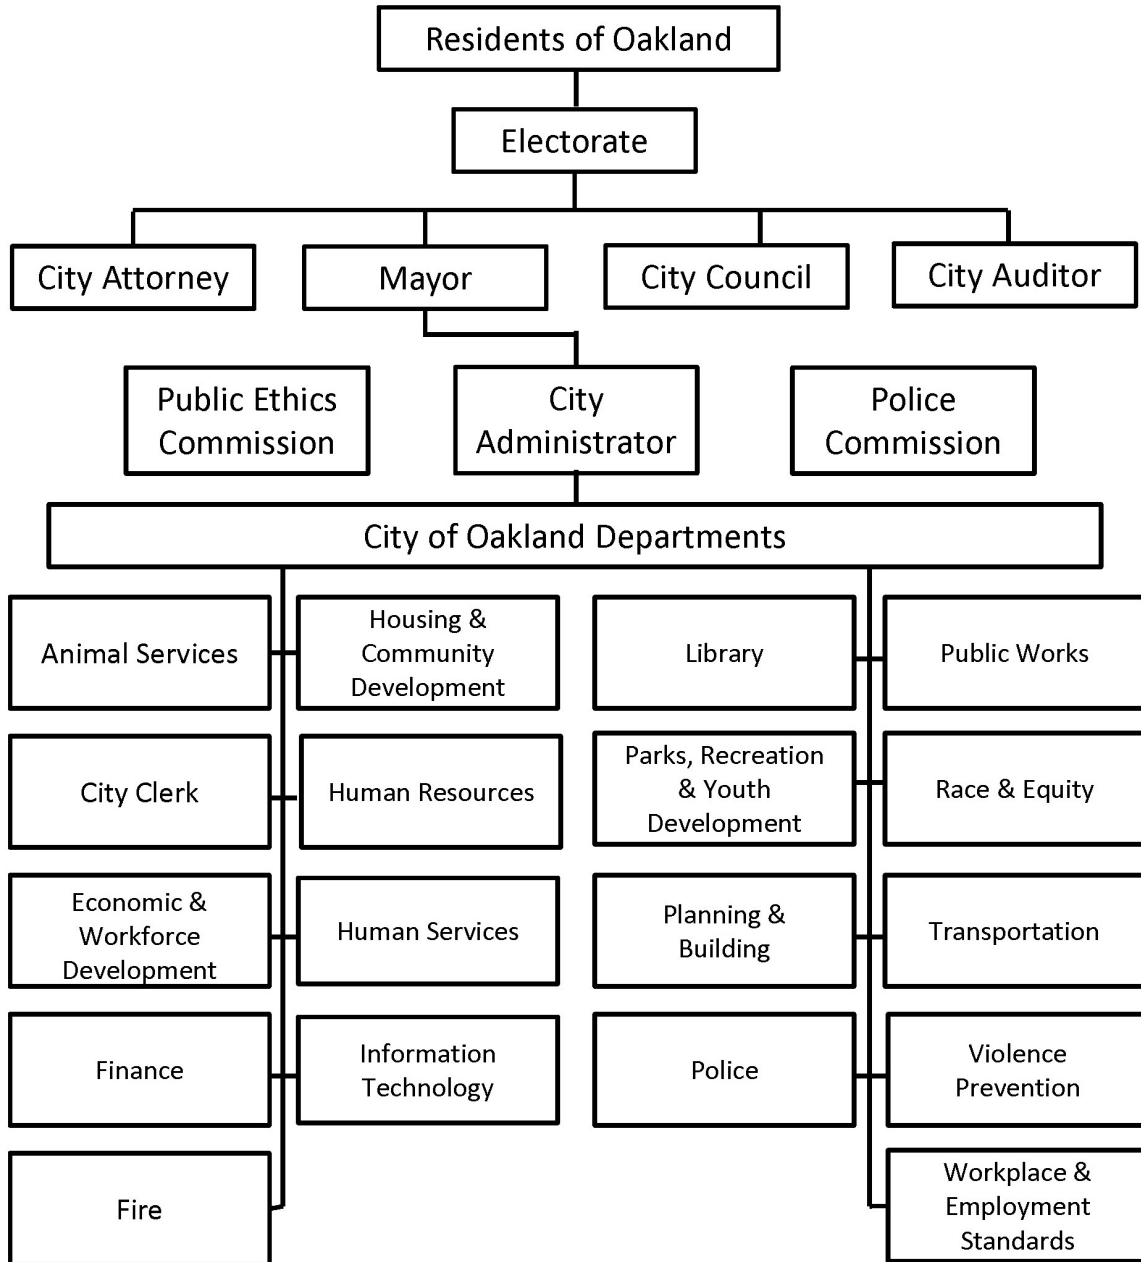 Residents of Oakland
Electorate
City Attorney
Mayor
City Council
City Auditor
Public Ethics
Commission
City
Administrator
Police
Commission
City of Oakland Departments
Animal Services
Housing &
Community
Development
Library
Public Works
City Clerk
Human Resources
Parks, Recreation
& Youth
Development
Race & Equity
Economic &
Workforce
Development
Human Services
Planning &
Building
Transportation
Finance
Information
Technology
Police
Violence
Prevention
Fire
Workplace &
Employment
Standards